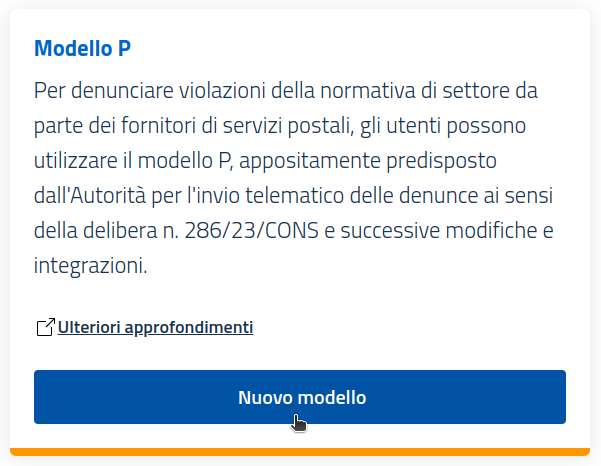 Modello P
Per denunciare violazioni della normativa di settore da
parte dei fornitori di servizi postali, gli utenti possono
utilizzare il modello P, appositamente predisposto
dall'Autorità per l'invio telematico delle denunce ai sensi
della delibera n. 286/23/CONS e successive modifiche e
integrazioni.
Ulteriori approfondimenti
Nuovo modello